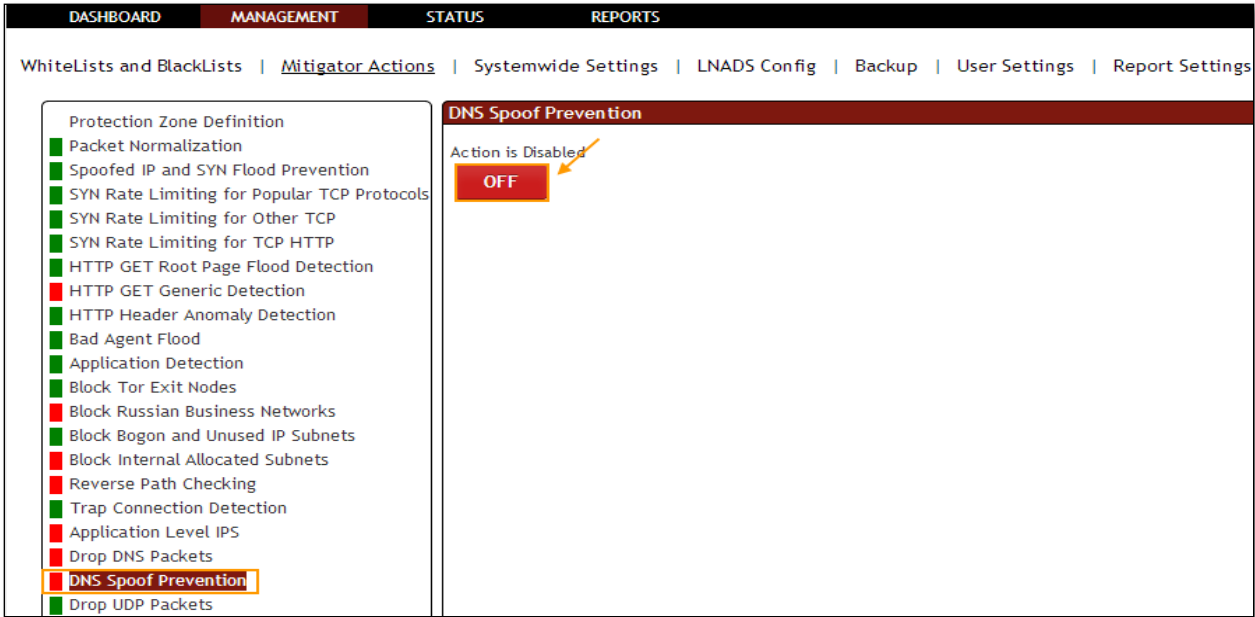 DASHBOARD MANAGEMENT STATUS REPORTS
WhiteLists and BlackLists | Mitigator Actions | Systemwide Settings | LNADS Config | Backup | User Settings | Report Settings
Protection Zone Definition
Packet Normalization
Spoofed IP and SYN Flood Prevention
SYN Rate Limiting for Popular TCP Protocols
SYN Rate Limiting for Other TCP
SYN Rate Limiting for TCP HTTP
HTTP GET Root Page Flood Detection
HTTP GET Generic Detection
HTTP Header Anomaly Detection
Bad Agent Flood
Application Detection
Block Tor Exit Nodes
Block Russian Business Networks
Block Bogon and Unused IP Subnets
Block Internal Allocated Subnets
Reverse Path Checking
Trap Connection Detection
Application Level IPS
Drop DNS Packets
DNS Spoof Prevention
Drop UDP Packets
DNS Spoof Prevention
Action is Disabled
OFF